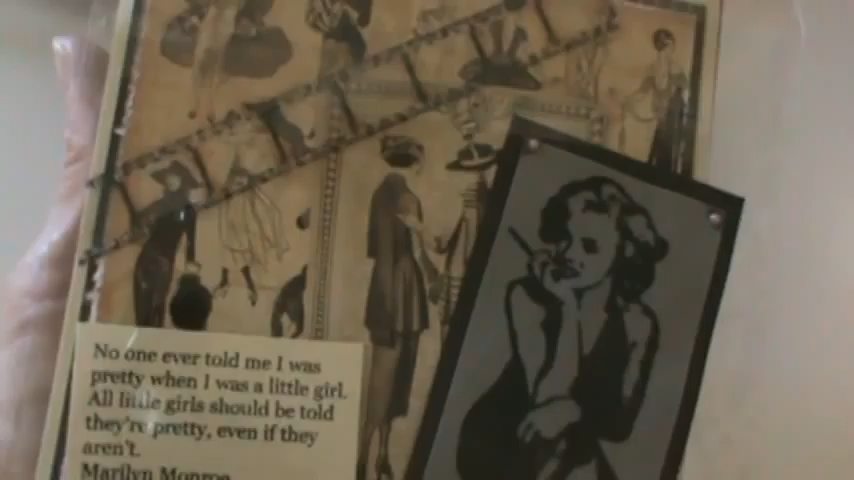 No one ever told me I was
pretty when I was a little girl.
All little girls should be told
they're pretty, even if they
aren't.
Marilyn Monroe